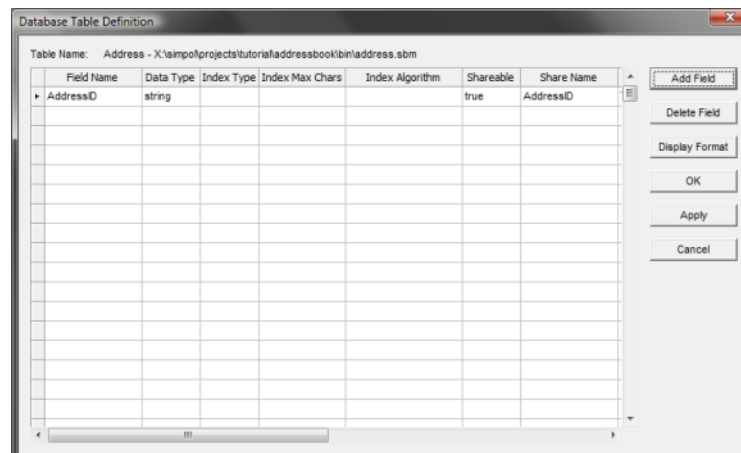 Database Table Definition
Table Name: Address - X:\simpol\projects\tutorial\addressbook\bin\address.sbm
Field Name Data Type Index Type Index Max Chars Index Algorithm Shareable Share Name
AddressID string true AddressID
Add Field
Delete Field
Display Format
OK
Apply
Cancel